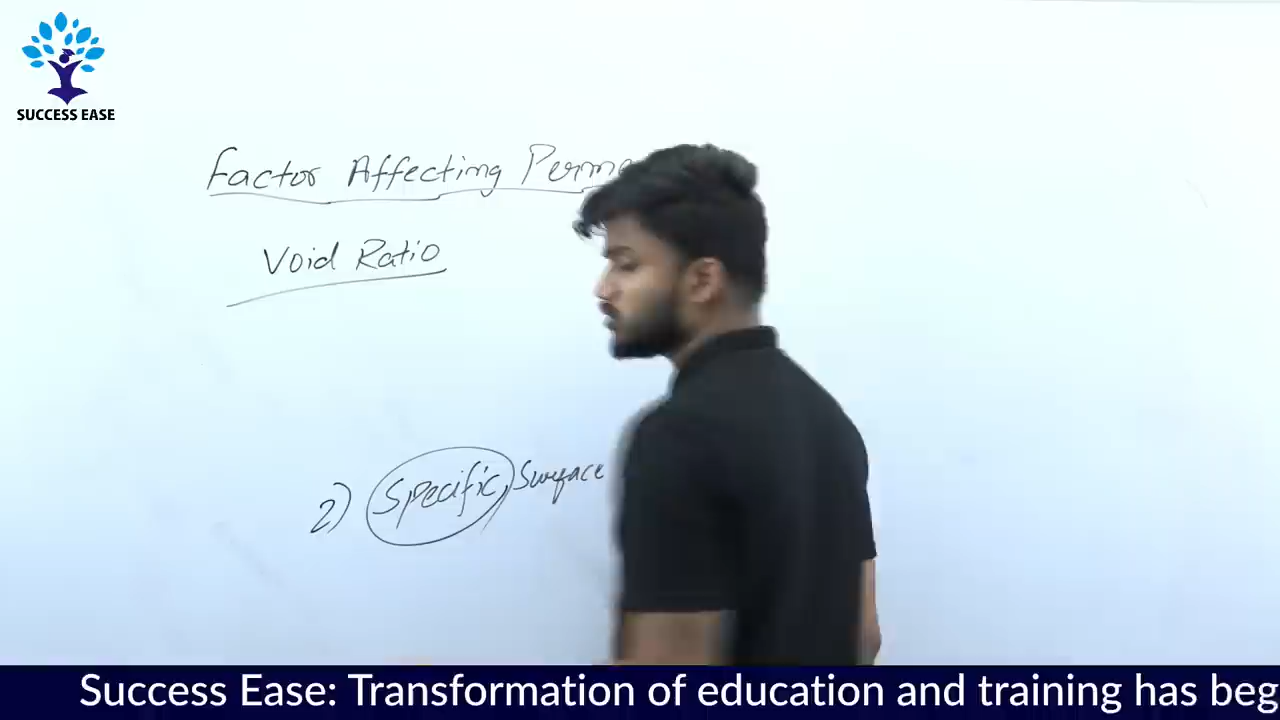 SUCCESS EASE
Factor Affecting Perme
Void Ratio
2) Specific Surface
Success Ease: Transformation of education and training has beg